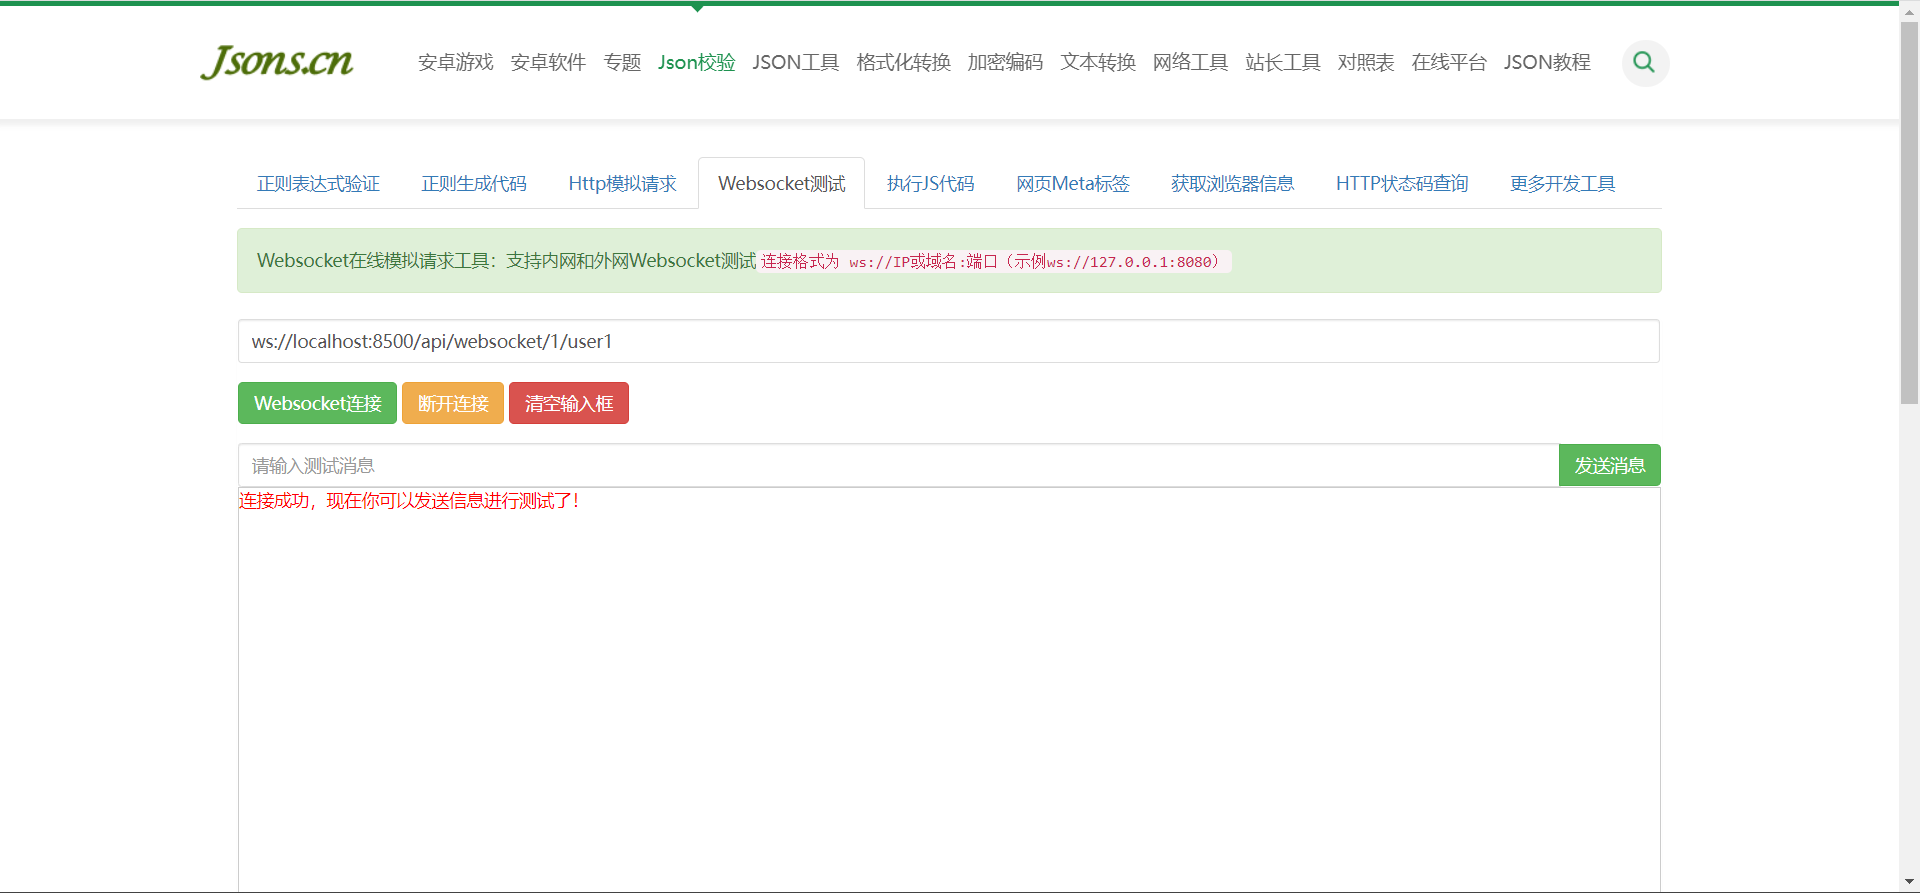 Jsons.cn
安卓游戏 安卓软件 专题 Json校验 JSON工具 格式化转换 加密编码 文本转换 网络工具 站长工具 对照表 在线平台 JSON教程
正则表达式验证 正则生成代码 Http模拟请求 Websocket测试 执行JS代码 网页Meta标签 获取浏览器信息 HTTP状态码查询 更多开发工具
Websocket在线模拟请求工具：支持内网和外网Websocket测试 连接格式为 ws://IP或域名:端口（示例ws://127.0.0.1:8080）
ws://localhost:8500/api/websocket/1/user1
Websocket连接 断开连接 清空输入框
请输入测试消息 发送消息
连接成功，现在你可以发送信息进行测试了！